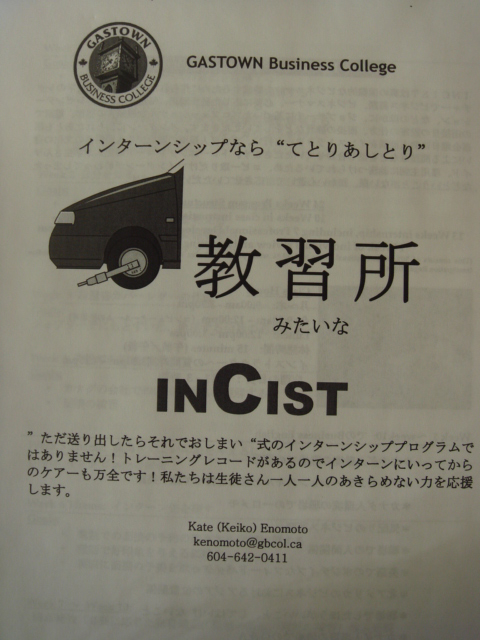 GASTOWN
BUSINESS COLLEGE
GASTOWN Business College
インターンシップなら “てとりあしとり”
教習所
みたいな
INCIST
”ただ送り出したらそれでおしまい “式のインターンシッププログラムで
はありません！トレーニングレコードがあるのでインターンにいってから
のケアーも万全です！私たちは生徒さん一人一人のあきらめない力を応援
します。
Kate (Keiko) Enomoto
kenomoto@gbcol.ca
604-642-0411